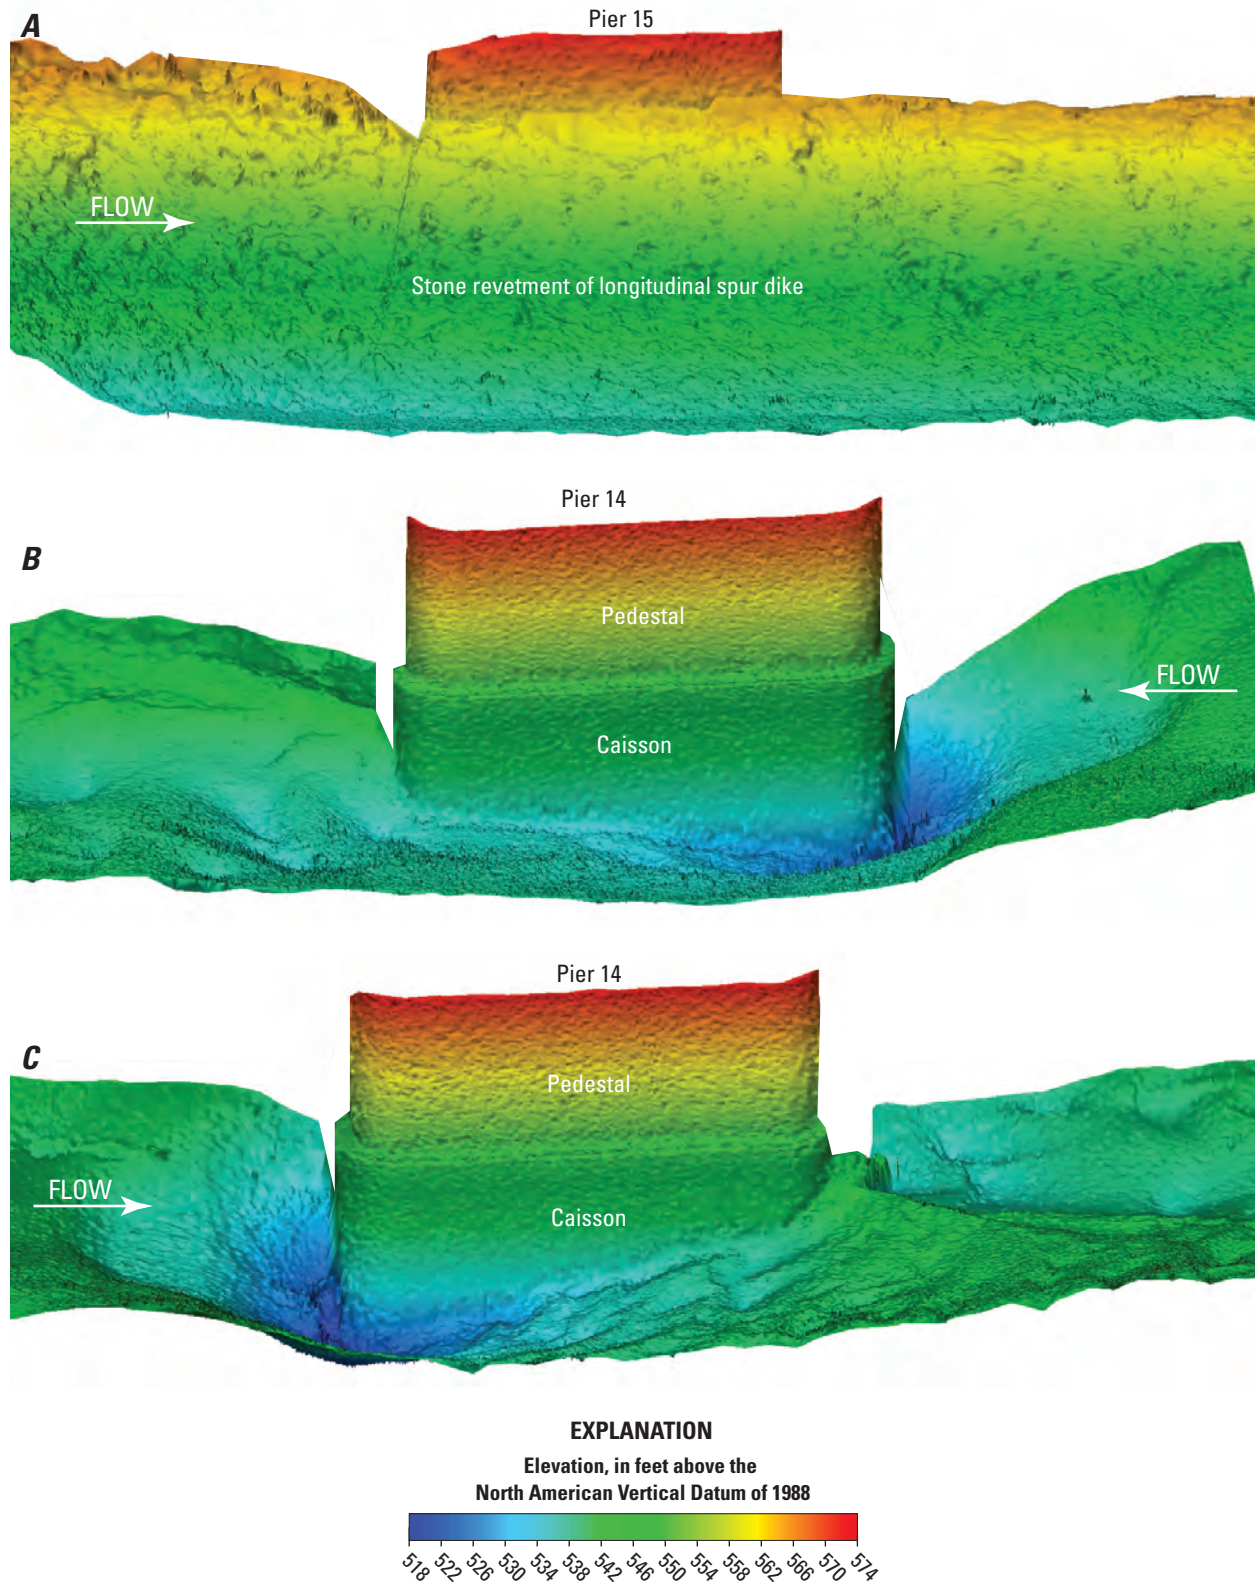 A
Pier 15
FLOW
Stone revetment of longitudinal spur dike
Pier 14
B
Pedestal
FLOW
Caisson
Pier 14
C
Pedestal
FLOW
Caisson
EXPLANATION
Elevation, in feet above the
North American Vertical Datum of 1988
518 522 526 530 534 538 542 546 550 554 558 562 566 570 574